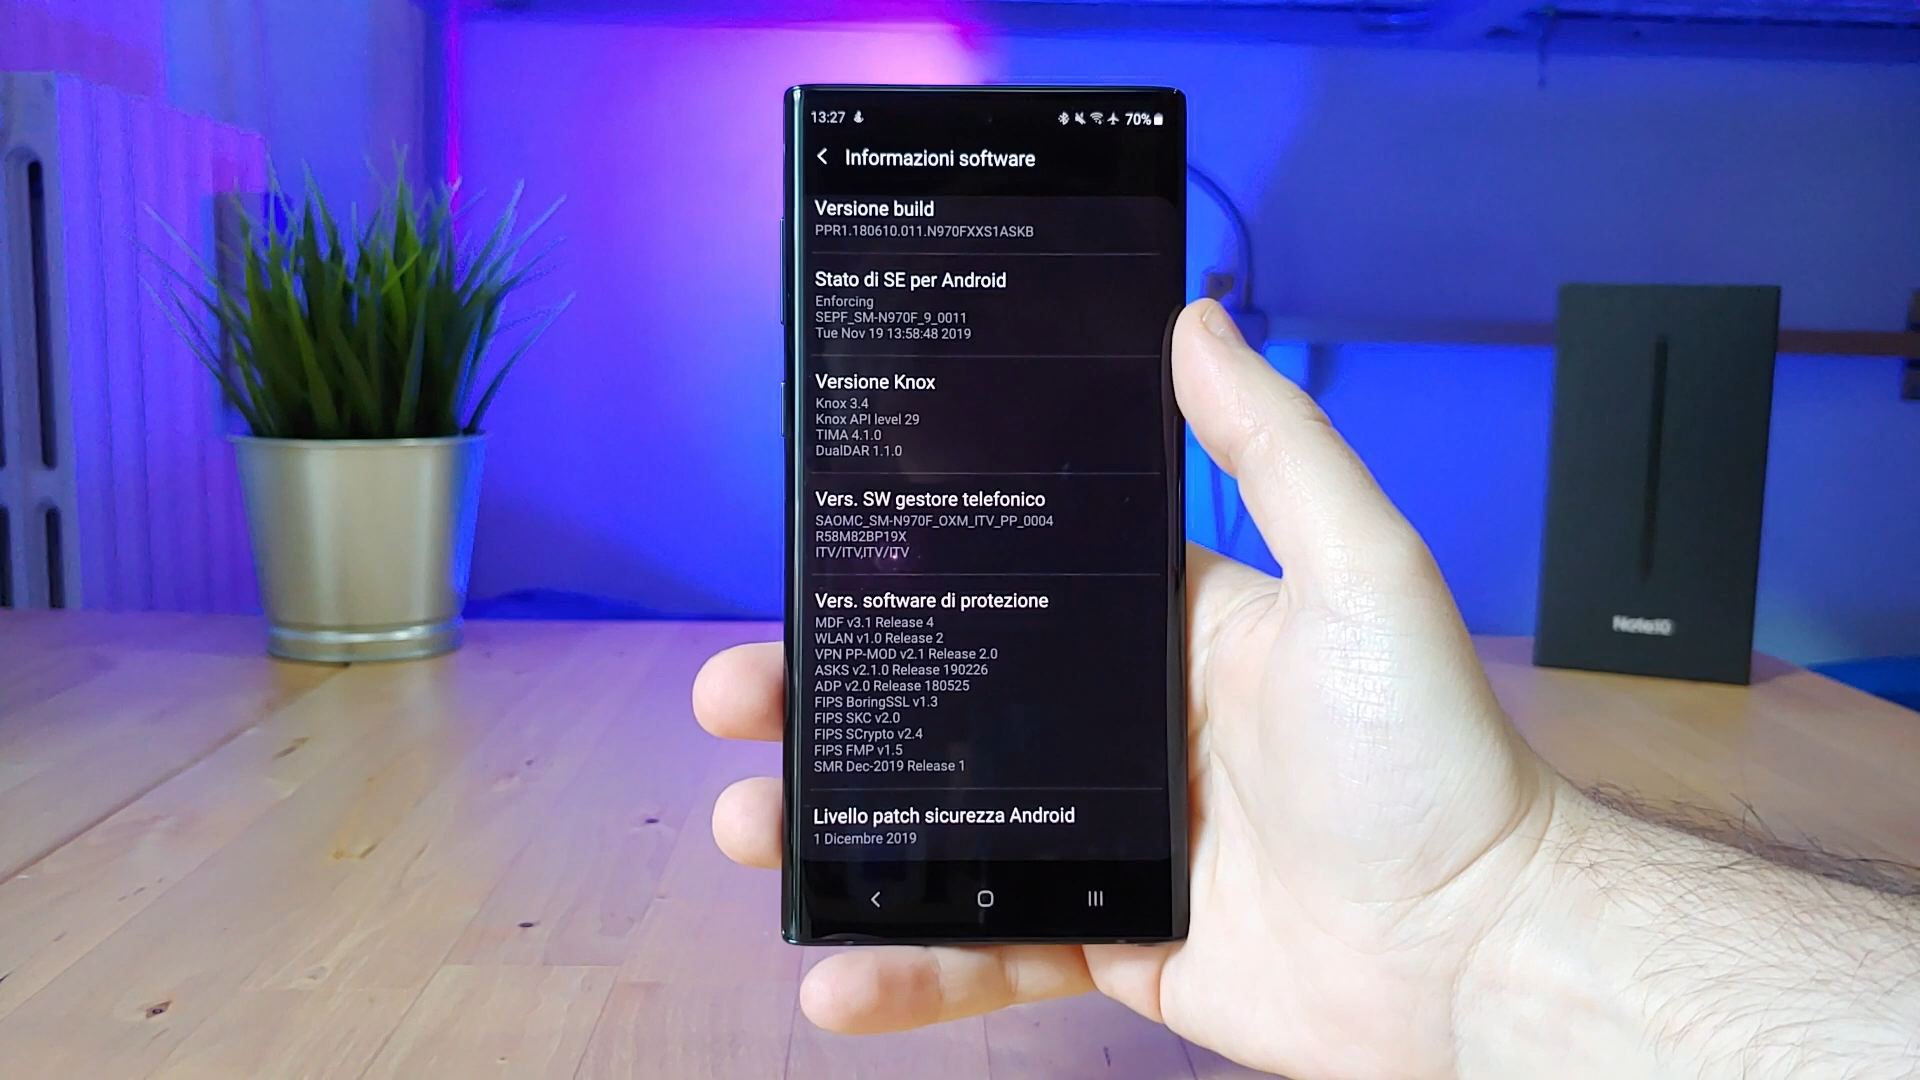 13:27
70%
Informazioni software
Versione build
PPR1.180610.011.N970FXXS1ASKB
Stato di SE per Android
Enforcing
SEPF_SM-N970F_9_0011
Tue Nov 19 13:58:48 2019
Versione Knox
Knox 3.4
Knox API level 29
TIMA 4.1.0
DualDAR 1.1.0
Vers. SW gestore telefonico
SAOMC_SM-N970F_OXM_ITV_PP_0004
R58M82BP19X
ITV/ITV,ITV/ITV
Vers. software di protezione
MDF v3.1 Release 4
WLAN v1.0 Release 2
VPN PP-MOD v2.1 Release 2.0
ASKS v2.1.0 Release 190226
ADP v2.0 Release 180525
FIPS BoringSSL v1.3
FIPS SKC v2.0
FIPS SCrypto v2.4
FIPS FMP v1.5
SMR Dec-2019 Release 1
Livello patch sicurezza Android
1 Dicembre 2019
Note10